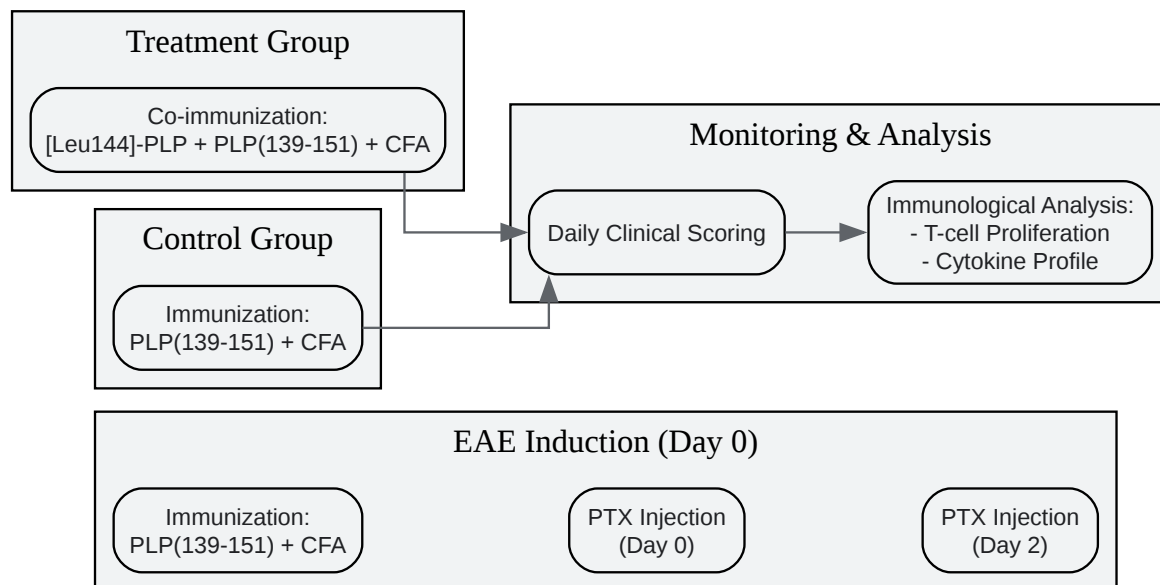 Treatment Group
Co-immunization:
[Leu144]-PLP + PLP(139-151) + CFA
Control Group
Immunization:
PLP(139-151) + CFA
Monitoring & Analysis
Daily Clinical Scoring
Immunological Analysis:
- T-cell Proliferation
- Cytokine Profile
EAE Induction (Day 0)
Immunization:
PLP(139-151) + CFA
PTX Injection
(Day 0)
PTX Injection
(Day 2)